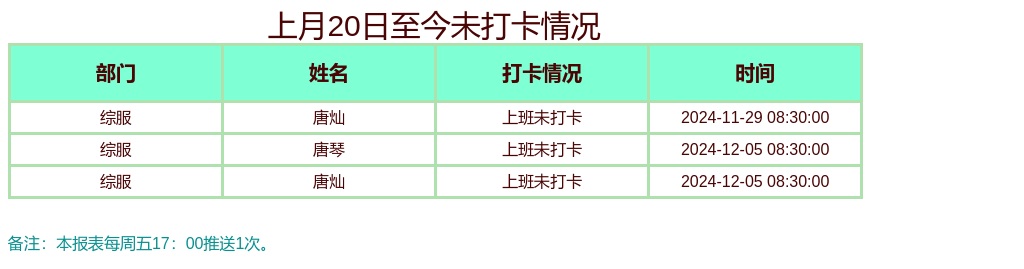 上月20日至今未打卡情况
部门 姓名 打卡情况 时间
综服 唐灿 上班未打卡 2024-11-29 08:30:00
综服 唐琴 上班未打卡 2024-12-05 08:30:00
综服 唐灿 上班未打卡 2024-12-05 08:30:00
备注：本报表每周五17：00推送1次。